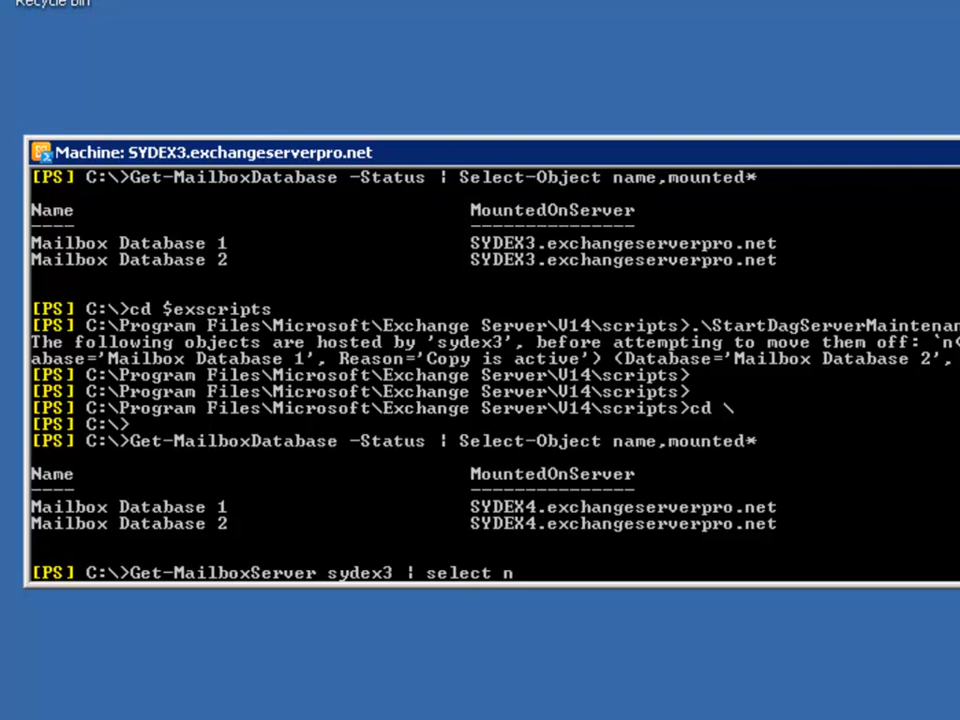 Recycle Bin
Machine: SYDEX3.exchangeserverpro.net
[PS] C:\>Get-MailboxDatabase -Status | Select-Object name,mounted*
Name MountedOnServer
---- ---------------
Mailbox Database 1 SYDEX3.exchangeserverpro.net
Mailbox Database 2 SYDEX3.exchangeserverpro.net
[PS] C:\>cd $exscripts
[PS] C:\Program Files\Microsoft\Exchange Server\V14\scripts>.\StartDagServerMaintenan
The following objects are hosted by 'sydex3', before attempting to move them off: `n(
abase='Mailbox Database 1', Reason='Copy is active') (Database='Mailbox Database 2',
[PS] C:\Program Files\Microsoft\Exchange Server\V14\scripts>
[PS] C:\Program Files\Microsoft\Exchange Server\V14\scripts>
[PS] C:\Program Files\Microsoft\Exchange Server\V14\scripts>cd \
[PS] C:\>
[PS] C:\>Get-MailboxDatabase -Status | Select-Object name,mounted*
Name MountedOnServer
---- ---------------
Mailbox Database 1 SYDEX4.exchangeserverpro.net
Mailbox Database 2 SYDEX4.exchangeserverpro.net
[PS] C:\>Get-MailboxServer sydex3 | select n